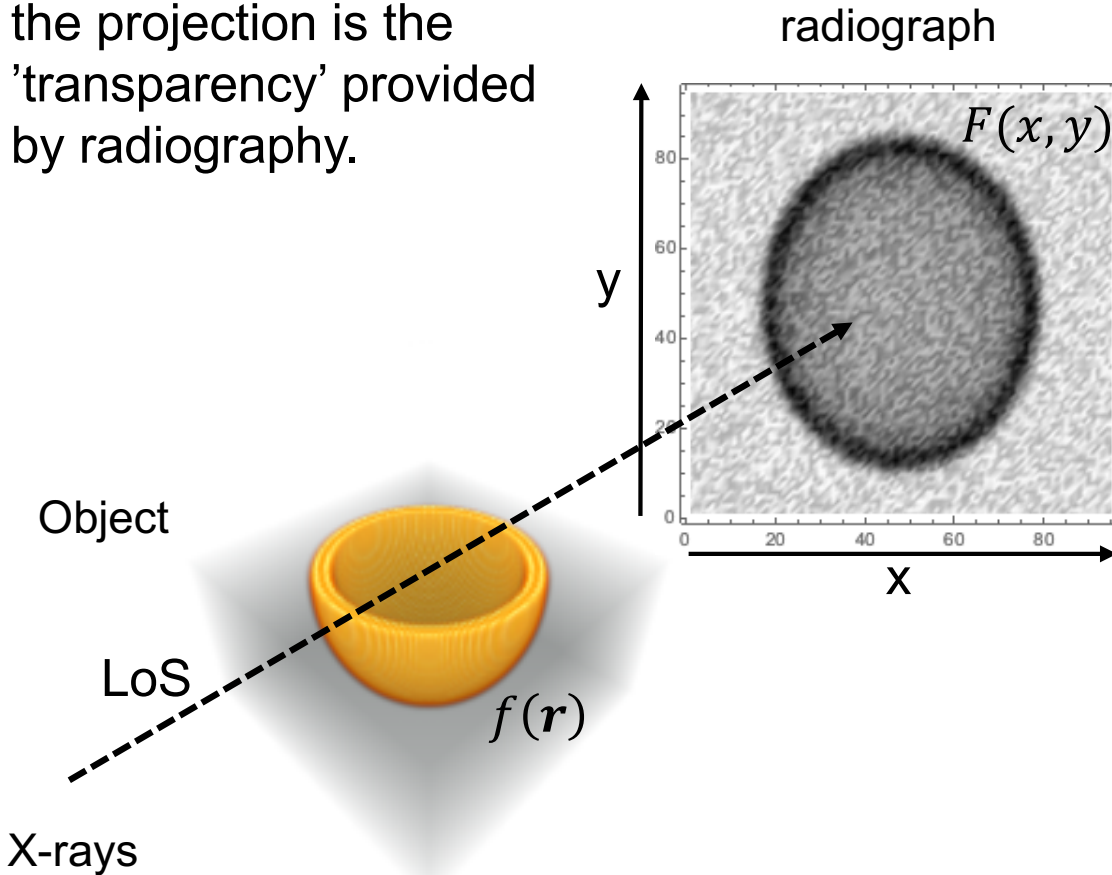 the projection is the
’transparency’ provided
by radiography.
radiograph
F(x, y)
80
60
y
40
20
0
0 20 40 60 80
x
Object
LoS
f(r)
X-rays